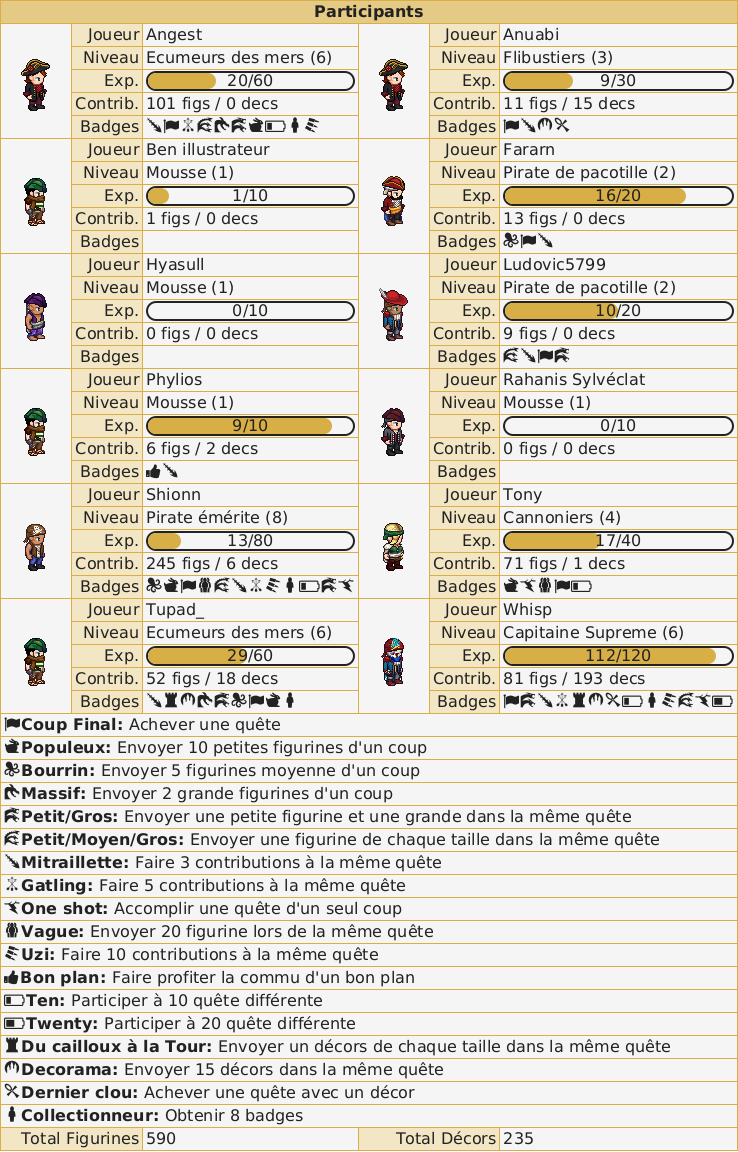 Participants
Joueur Angest
Niveau Ecumeurs des mers (6)
Exp. 20/60
Contrib. 101 figs / 0 decs
Badges
Joueur Anuabi
Niveau Flibustiers (3)
Exp. 9/30
Contrib. 11 figs / 15 decs
Badges
Joueur Ben illustrateur
Niveau Mousse (1)
Exp. 1/10
Contrib. 1 figs / 0 decs
Badges
Joueur Fararn
Niveau Pirate de pacotille (2)
Exp. 16/20
Contrib. 13 figs / 0 decs
Badges
Joueur Hyasull
Niveau Mousse (1)
Exp. 0/10
Contrib. 0 figs / 0 decs
Badges
Joueur Ludovic5799
Niveau Pirate de pacotille (2)
Exp. 10/20
Contrib. 9 figs / 0 decs
Badges
Joueur Phylios
Niveau Mousse (1)
Exp. 9/10
Contrib. 6 figs / 2 decs
Badges
Joueur Rahanis Sylvéclat
Niveau Mousse (1)
Exp. 0/10
Contrib. 0 figs / 0 decs
Badges
Joueur Shionn
Niveau Pirate émérite (8)
Exp. 13/80
Contrib. 245 figs / 6 decs
Badges
Joueur Tony
Niveau Cannoniers (4)
Exp. 17/40
Contrib. 71 figs / 1 decs
Badges
Joueur Tupad_
Niveau Ecumeurs des mers (6)
Exp. 29/60
Contrib. 52 figs / 18 decs
Badges
Joueur Whisp
Niveau Capitaine Supreme (6)
Exp. 112/120
Contrib. 81 figs / 193 decs
Badges
Coup Final: Achever une quête
Populeux: Envoyer 10 petites figurines d'un coup
Bourrin: Envoyer 5 figurines moyenne d'un coup
Massif: Envoyer 2 grande figurines d'un coup
Petit/Gros: Envoyer une petite figurine et une grande dans la même quête
Petit/Moyen/Gros: Envoyer une figurine de chaque taille dans la même quête
Mitraillette: Faire 3 contributions à la même quête
Gatling: Faire 5 contributions à la même quête
One shot: Accomplir une quête d'un seul coup
Vague: Envoyer 20 figurine lors de la même quête
Uzi: Faire 10 contributions à la même quête
Bon plan: Faire profiter la commu d'un bon plan
Ten: Participer à 10 quête différente
Twenty: Participer à 20 quête différente
Du cailloux à la Tour: Envoyer un décors de chaque taille dans la même quête
Decorama: Envoyer 15 décors dans la même quête
Dernier clou: Achever une quête avec un décor
Collectionneur: Obtenir 8 badges
Total Figurines 590
Total Décors 235